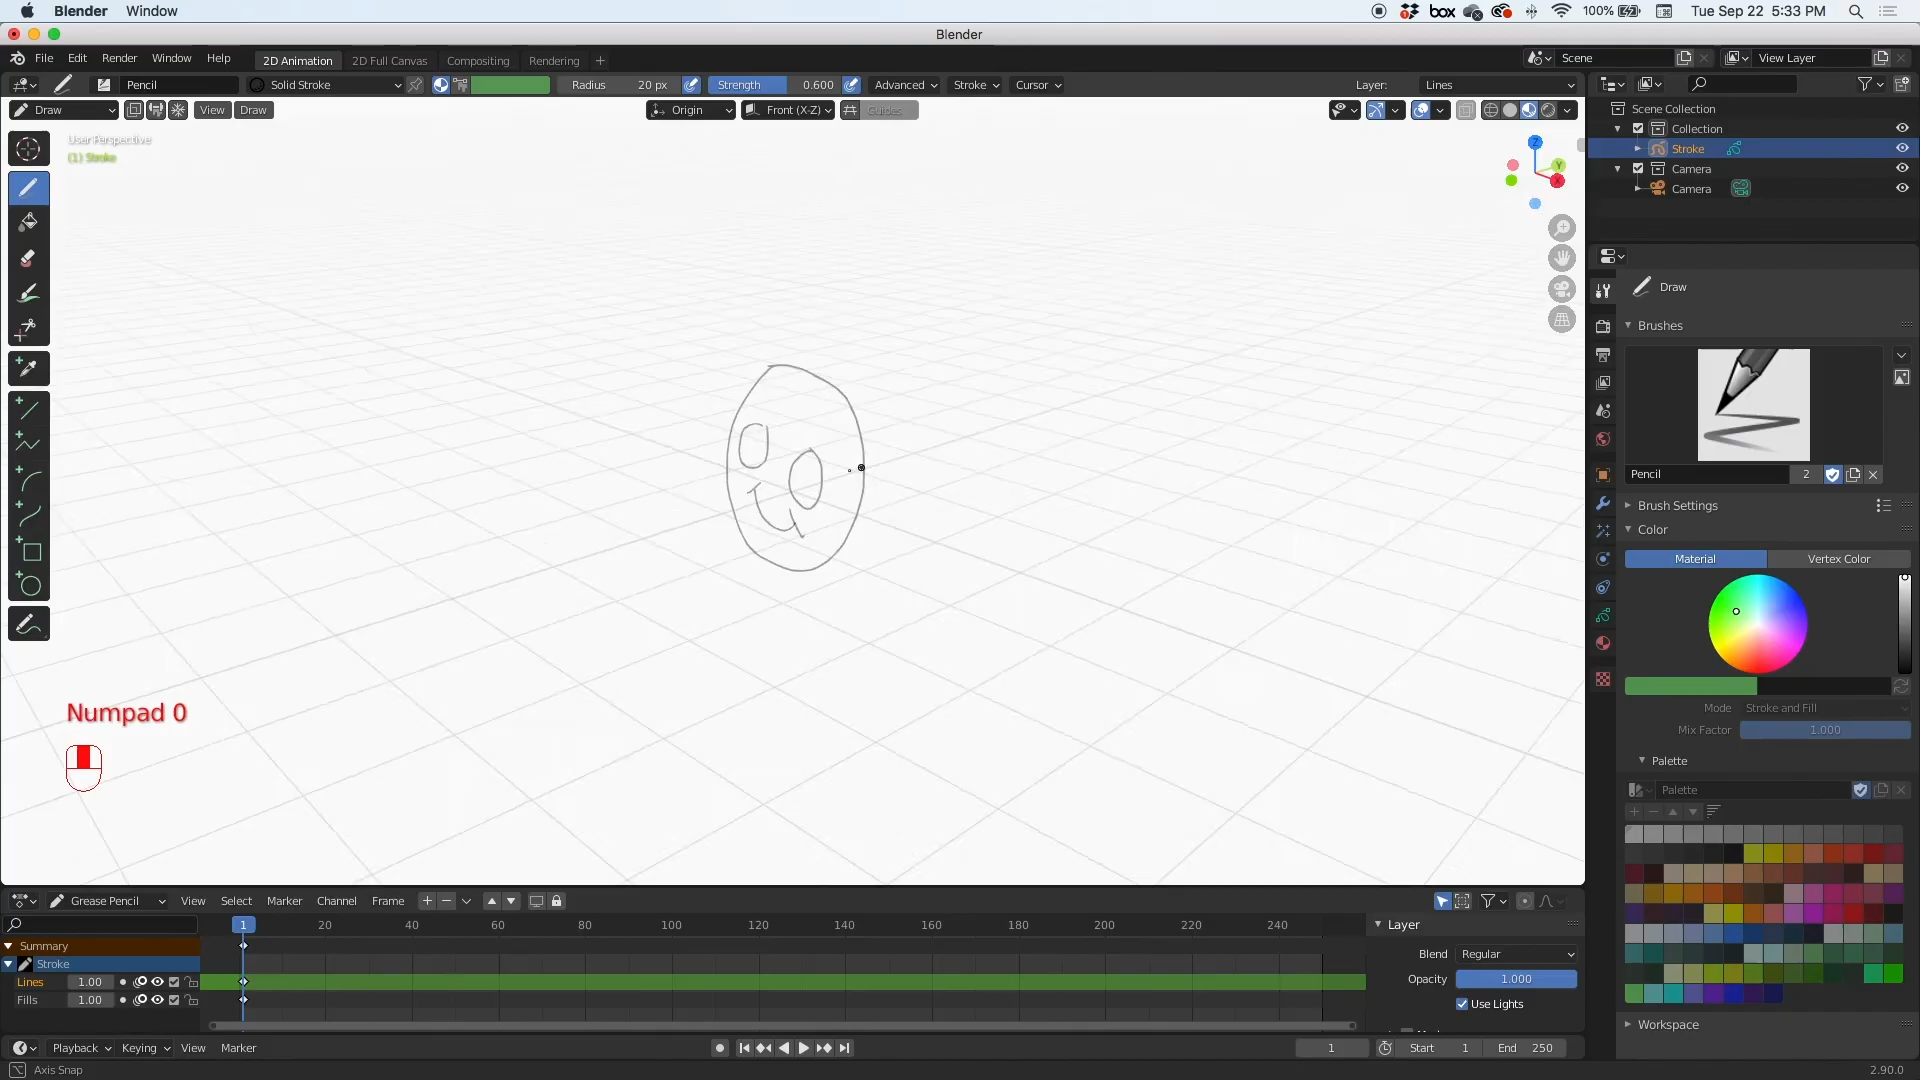 Blender Window
box 100% Tue Sep 22 5:33 PM
Blender
File Edit Render Window Help 2D Animation 2D Full Canvas Compositing Rendering + Scene View Layer
Pencil Solid Stroke Radius 20 px Strength 0.600 Advanced Stroke Cursor Layer: Lines
Draw View Draw Origin Front (X-Z) Guides
User Perspective
(1) Stroke
Z
Y
X
Scene Collection
Collection
Stroke
Camera
Camera
Draw
Brushes
Pencil 2
Brush Settings
Color
Material Vertex Color
Mode Stroke and Fill
Mix Factor 1.000
Palette
Palette
Workspace
Numpad 0
Grease Pencil View Select Marker Channel Frame
1 20 40 60 80 100 120 140 160 180 200 220 240
Summary
Stroke
Lines 1.00
Fills 1.00
Layer
Blend Regular
Opacity 1.000
Use Lights
Playback Keying View Marker 1 Start 1 End 250
Axis Snap 2.90.0